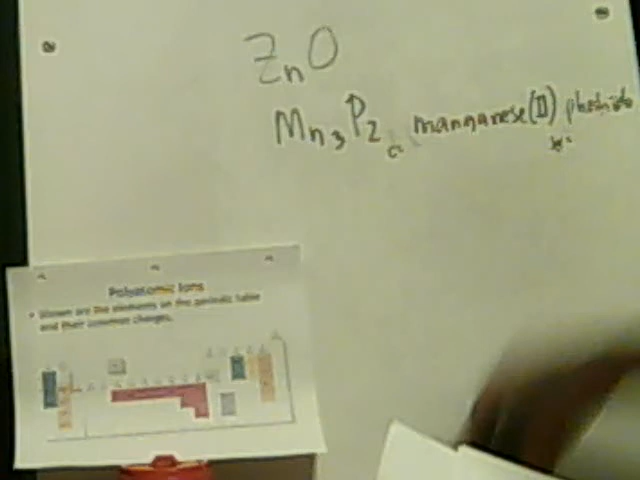 ZnO
Mn3P2 manganese(II) phosphide
Polyatomic Ions
• Shown are the elements on the periodic table
and their common charges.